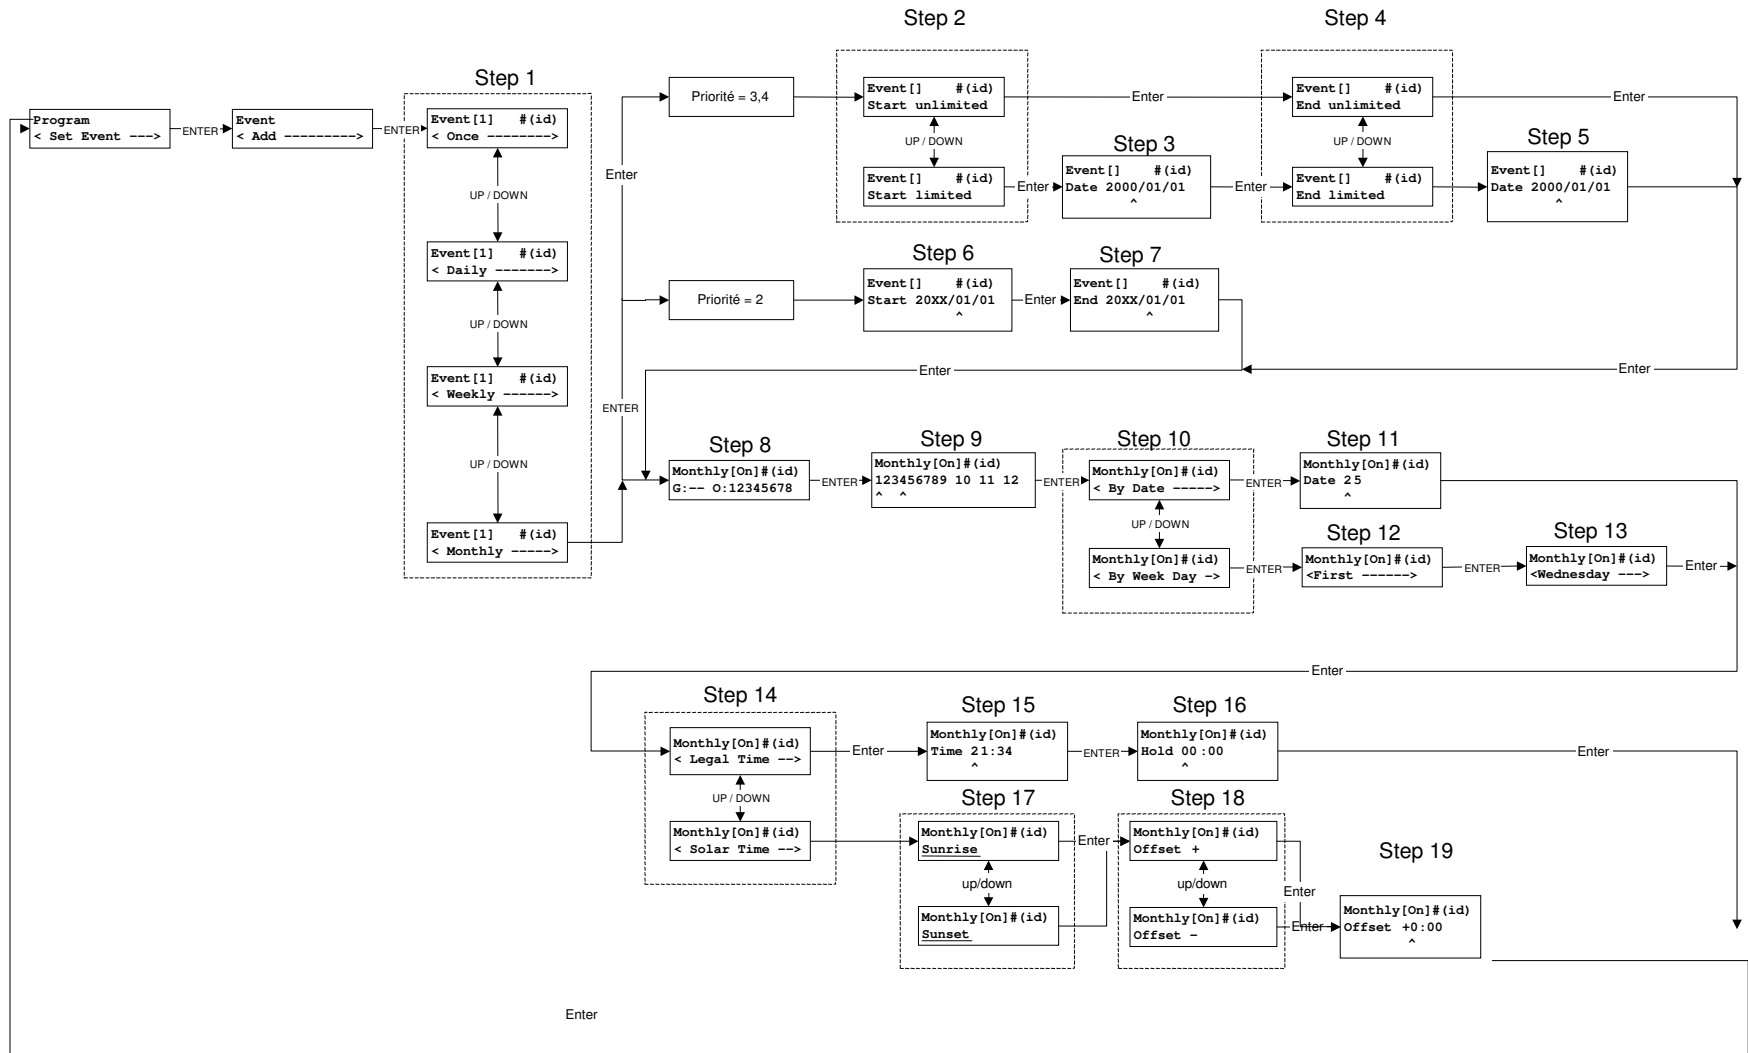 Step 2
Step 4
Step 1
Program
< Set Event --->
ENTER
Event
< Add --------->
ENTER
Event[1] #(id)
< Once -------->
UP / DOWN
Event[1] #(id)
< Daily ------->
UP / DOWN
Event[1] #(id)
< Weekly ------>
UP / DOWN
Event[1] #(id)
< Monthly ----->
Enter
ENTER
Priorité = 3,4
Event[] #(id)
Start unlimited
UP / DOWN
Event[] #(id)
Start limited
Enter
Enter
Step 3
Event[] #(id)
Date 2000/01/01
^
Enter
Event[] #(id)
End unlimited
UP / DOWN
Event[] #(id)
End limited
Enter
Step 5
Event[] #(id)
Date 2000/01/01
^
Priorité = 2
Step 6
Event[] #(id)
Start 20XX/01/01
^
Enter
Step 7
Event[] #(id)
End 20XX/01/01
^
Enter
Enter
Step 8
Monthly[On]#(id)
G:-- O:12345678
ENTER
Step 9
Monthly[On]#(id)
123456789 10 11 12
^ ^
ENTER
Step 10
Monthly[On]#(id)
< By Date ----->
UP / DOWN
Monthly[On]#(id)
< By Week Day ->
ENTER
Step 11
Monthly[On]#(id)
Date 25
^
ENTER
Step 12
Monthly[On]#(id)
<First ------>
ENTER
Step 13
Monthly[On]#(id)
<Wednesday --->
Enter
Enter
Step 14
Monthly[On]#(id)
< Legal Time -->
UP / DOWN
Monthly[On]#(id)
< Solar Time -->
Enter
Step 15
Monthly[On]#(id)
Time 21:34
^
ENTER
Step 16
Monthly[On]#(id)
Hold 00:00
^
Enter
Step 17
Monthly[On]#(id)
Sunrise
up/down
Monthly[On]#(id)
Sunset
Enter
Step 18
Monthly[On]#(id)
Offset +
up/down
Monthly[On]#(id)
Offset -
Enter
Enter
Step 19
Monthly[On]#(id)
Offset +0:00
^
Enter